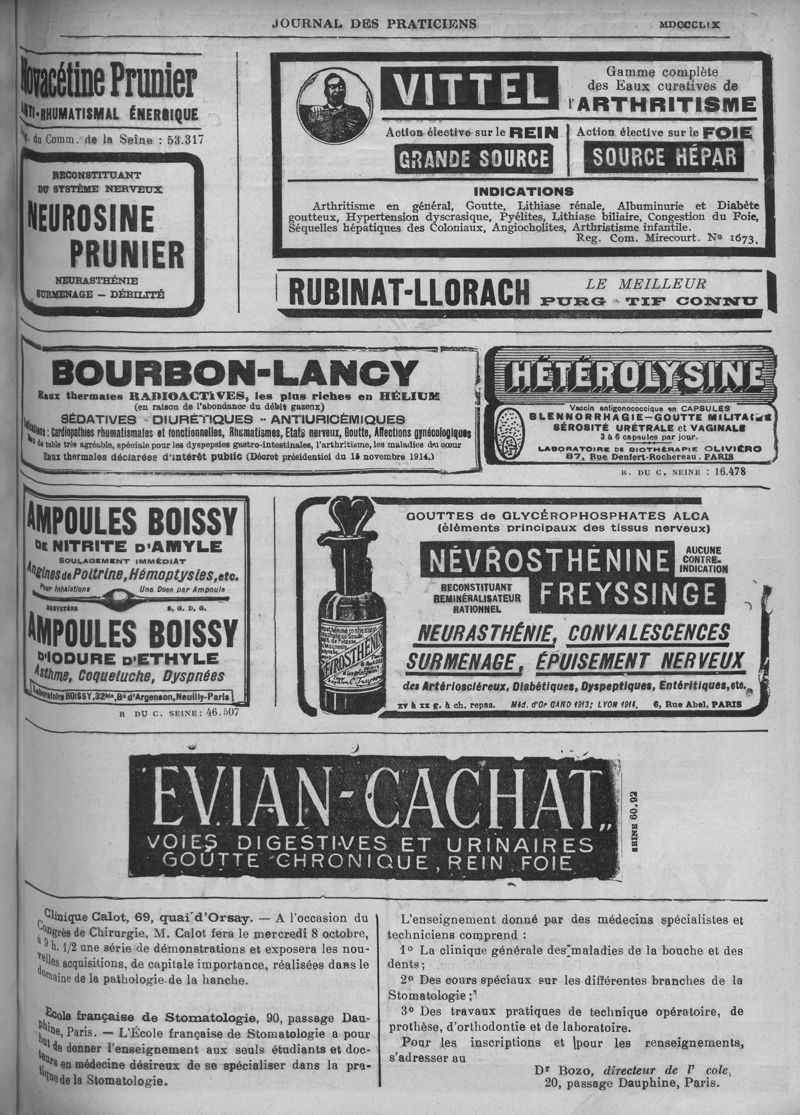 JOURNAL DES PRATICIENS
MDCCCLIX
Novacétine Prunier
ANTI-RHUMATISMAL ÉNERGIQUE
du Comm. de la Seine : 53.317
RECONSTITUANT
DU SYSTÈME NERVEUX
NEUROSINE
PRUNIER
NEURASTHÉNIE
SURMENAGE — DÉBILITÉ
VITTEL
Gamme complète
des Eaux curatives de
l'ARTHRITISME
Action élective sur le REIN
GRANDE SOURCE
Action élective sur le FOIE
SOURCE HÉPAR
INDICATIONS
Arthritisme en général, Goutte, Lithiase rénale, Albuminurie et Diabète
goutteux, Hypertension dyscrasique, Pyélites, Lithiase biliaire, Congestion du Foie,
Séquelles hépatiques des Coloniaux, Angiocholites, Arthristisme infantile.
Reg. Com. Mirecourt. No 1673.
RUBINAT-LLORACH
LE MEILLEUR
PURG TIF CONNU
BOURBON-LANCY
Eaux thermales RADIOACTIVES, les plus riches en HÉLIUM
(en raison de l'abondance du débit gazeux)
SÉDATIVES - DIURÉTIQUES - ANTIURICÉMIQUES
Indications : Cardiopathies rhumatismales et fonctionnelles, Rhumatismes, Etats nerveux, Goutte, Affections gynécologiques
Eau de table très agréable, spéciale pour les dyspepsies gastro-intestinales, l'arthritisme, les maladies du cœur
Eaux thermales déclarées d'intérêt public (Décret présidentiel du 15 novembre 1914.)
HÉTÉROLYSINE
Vaccin antigonococcique en CAPSULES
BLENNORRHAGIE—GOUTTE MILITAIRE
SÉROSITÉ URÉTRALE et VAGINALE
3 à 6 capsules par jour.
LABORATOIRE DE BIOTHÉRAPIE OLIVIÉRO
87, Rue Denfert-Rochereau. PARIS
R. DU C. SEINE : 16.478
AMPOULES BOISSY
DE NITRITE D'AMYLE
SOULAGEMENT IMMÉDIAT
Angines de Poitrine, Hémoptysies, etc.
Pour Inhalations Une Dose par Ampoule
BREVETÉES S. G. D. G.
AMPOULES BOISSY
D'IODURE D'ETHYLE
Asthme, Coqueluche, Dyspnées
Laboratoire BOISSY, 32bis, Bd d'Argenson, Neuilly-Paris
R DU C. SEINE : 46.507
GOUTTES de GLYCÉROPHOSPHATES ALCA
(éléments principaux des tissus nerveux)
NÉVROSTHÉNINE
AUCUNE
CONTRE-
INDICATION
RECONSTITUANT
REMINÉRALISATEUR
RATIONNEL
FREYSSINGE
NEURASTHÉNIE, CONVALESCENCES
SURMENAGE, ÉPUISEMENT NERVEUX
des Artérioscléreux, Diabétiques, Dyspeptiques, Entéritiques, etc.
XV à XX g. à ch. repas. Méd. d'Or GAND 1913; LYON 1914. 6, Rue Abel, PARIS
"EVIAN-CACHAT"
VOIES DIGESTIVES ET URINAIRES
GOUTTE CHRONIQUE, REIN FOIE
SEINE 60.92
Clinique Calot, 69, quai d'Orsay. — A l'occasion du
Congrès de Chirurgie, M. Calot fera le mercredi 8 octobre,
à 9 h. 1/2 une série de démonstrations et exposera les nou-
velles acquisitions, de capitale importance, réalisées dans le
domaine de la pathologie de la hanche.
École française de Stomatologie, 90, passage Dau-
phine, Paris. — L'École française de Stomatologie a pour
but de donner l'enseignement aux seuls étudiants et doc-
teurs en médecine désireux de se spécialiser dans la pra-
tique de la Stomatologie.
L'enseignement donné par des médecins spécialistes et
techniciens comprend :
1° La clinique générale des maladies de la bouche et des
dents ;
2° Des cours spéciaux sur les différentes branches de la
Stomatologie ;
3° Des travaux pratiques de technique opératoire, de
prothèse, d'orthodontie et de laboratoire.
Pour les inscriptions et pour les renseignements,
s'adresser au
Dr Bozo, directeur de l' cole,
20, passage Dauphine, Paris.